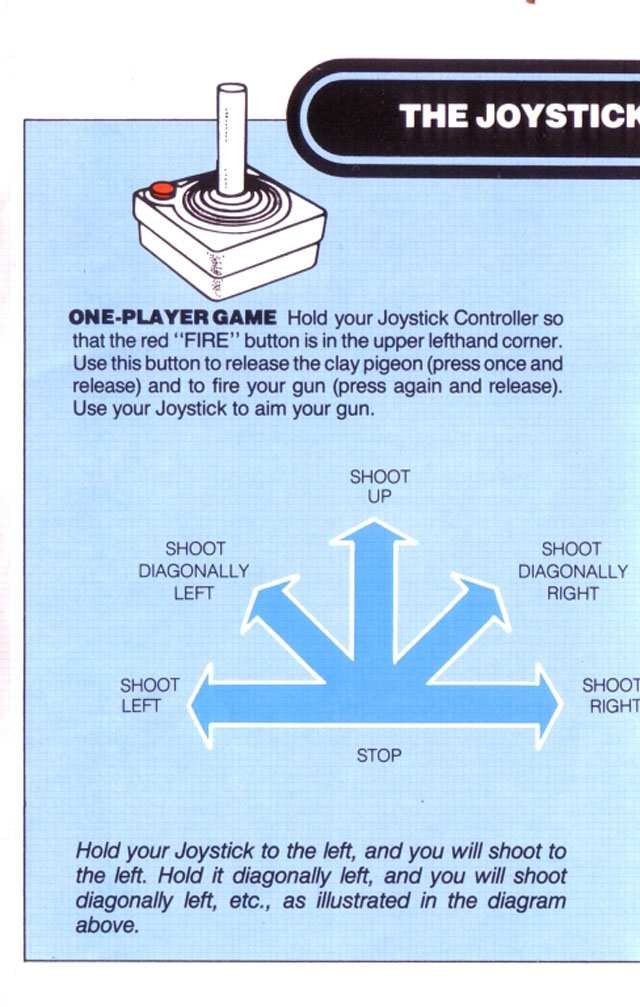 THE JOYSTICK
ONE-PLAYER GAME Hold your Joystick Controller so
that the red "FIRE" button is in the upper lefthand corner.
Use this button to release the clay pigeon (press once and
release) and to fire your gun (press again and release).
Use your Joystick to aim your gun.
SHOOT
UP
SHOOT
DIAGONALLY
LEFT
SHOOT
DIAGONALLY
RIGHT
SHOOT
LEFT
SHOOT
RIGHT
STOP
Hold your Joystick to the left, and you will shoot to
the left. Hold it diagonally left, and you will shoot
diagonally left, etc., as illustrated in the diagram
above.